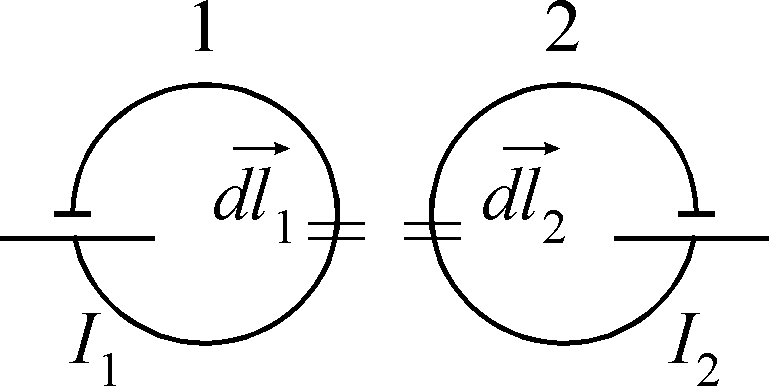 1 2
dl₁ dl₂
I₁ I₂